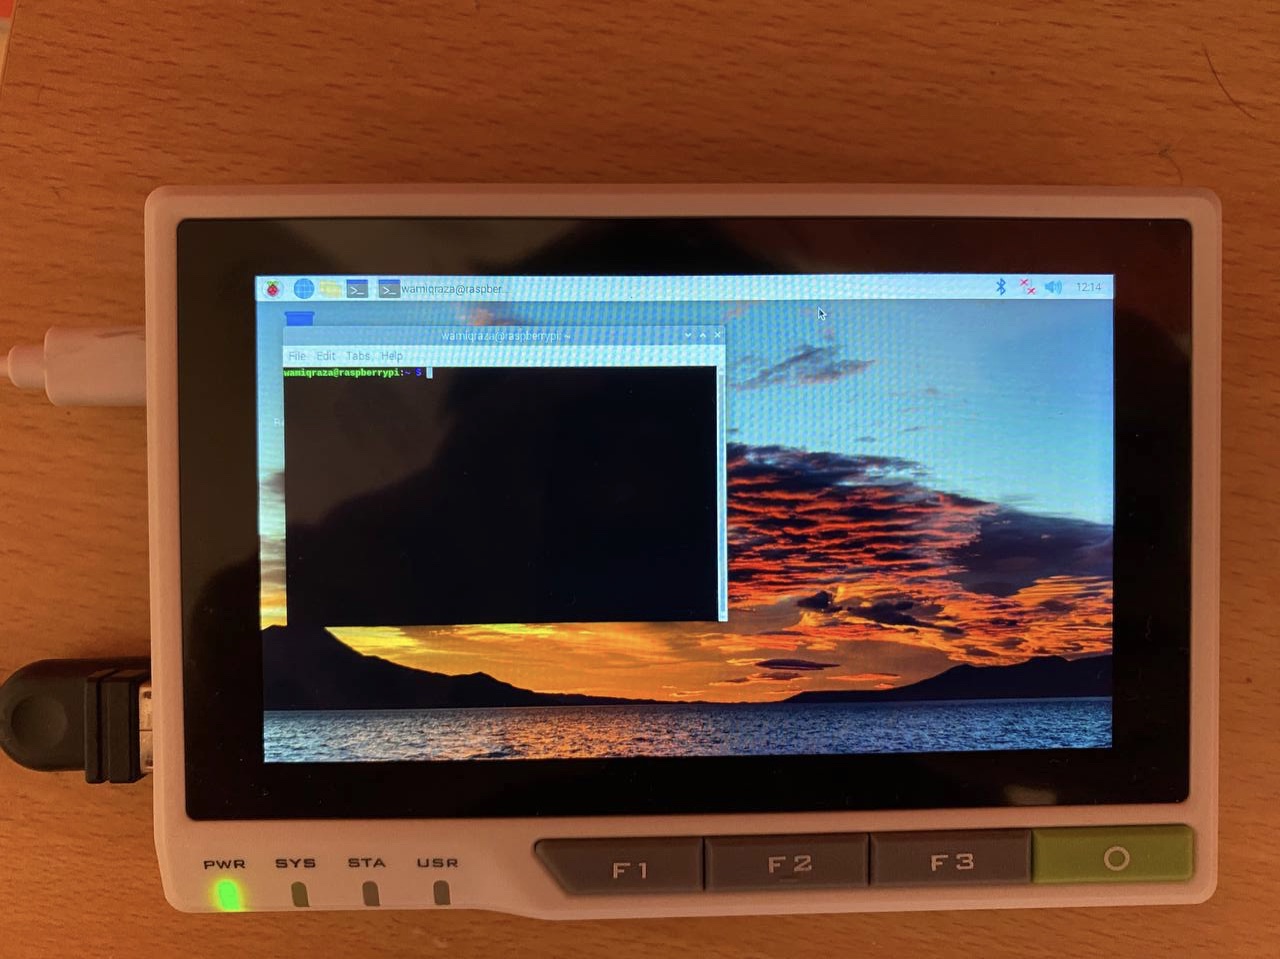 wamiqraza@raspber...
12:14
wamiqraza@raspberrypi: ~
File Edit Tabs Help
wamiqraza@raspberrypi:~ $
PWR SYS STA USR
F1 F2 F3